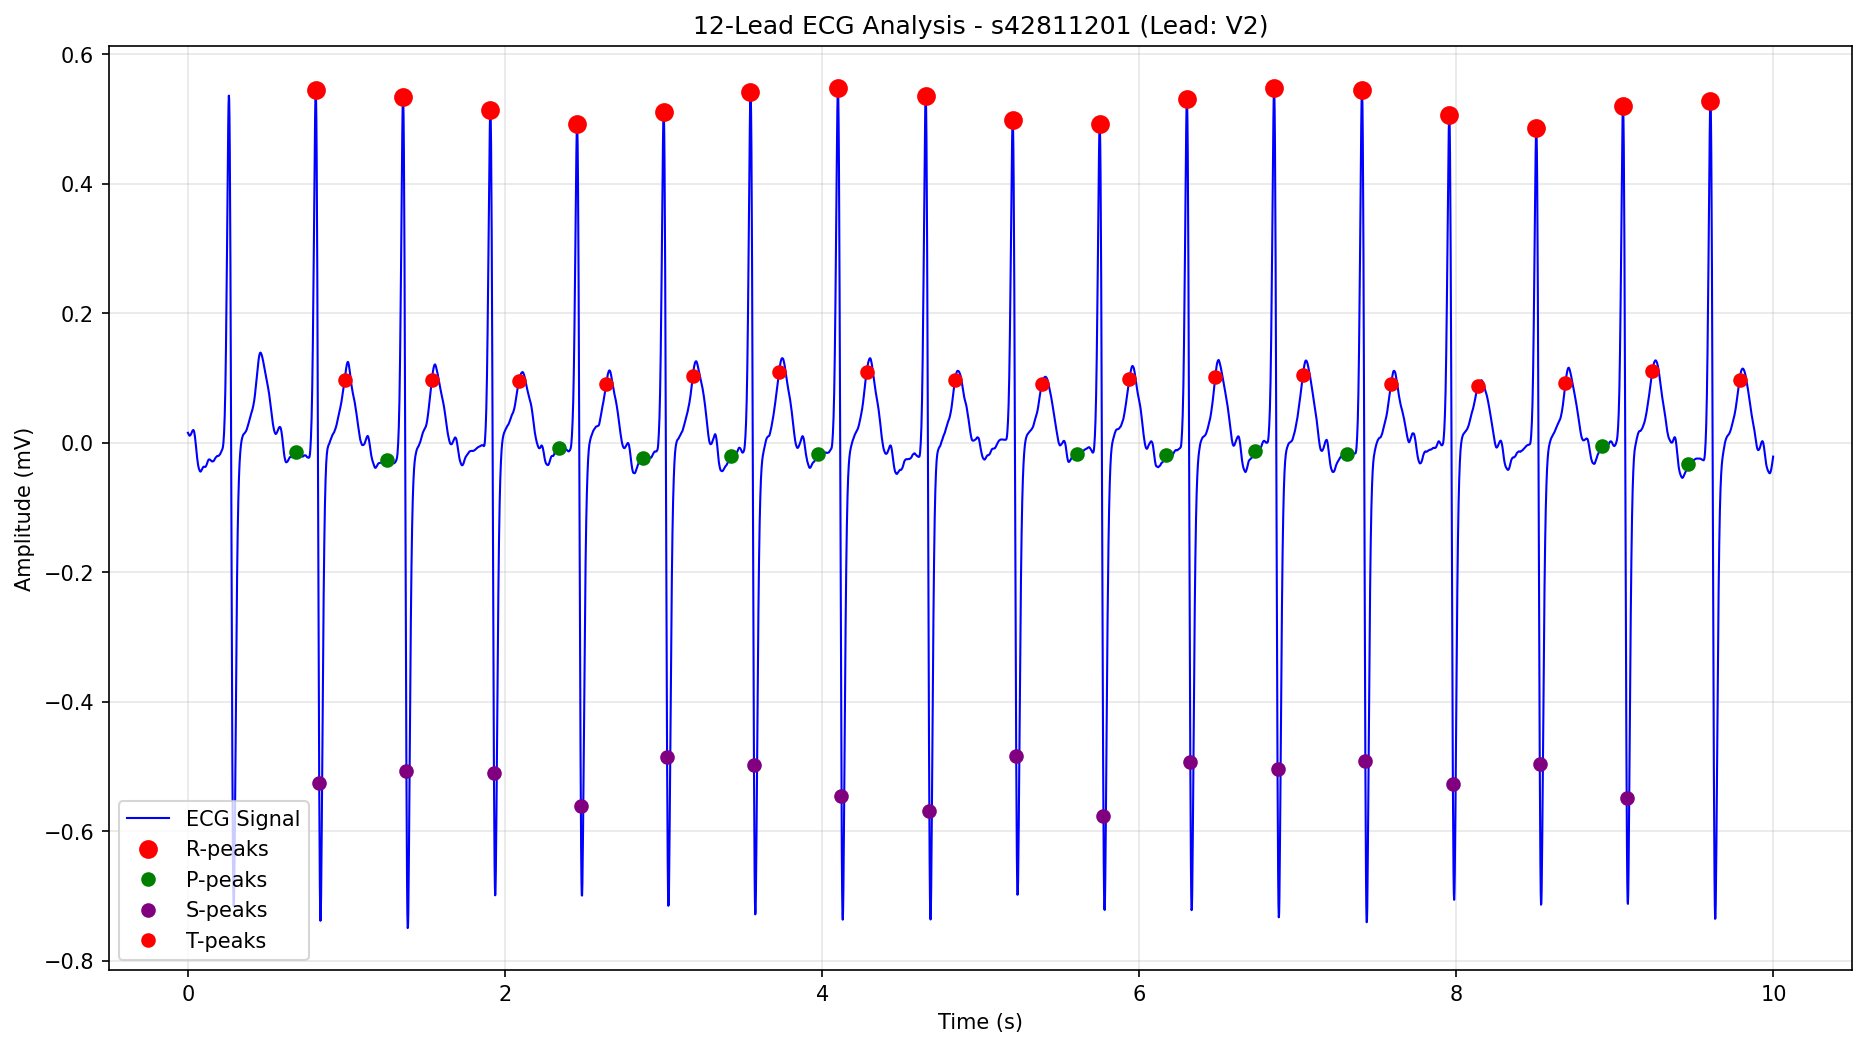 12-Lead ECG Analysis - s42811201 (Lead: V2)
Amplitude (mV)
0.6
0.4
0.2
0.0
−0.2
−0.4
−0.6
−0.8
ECG Signal
R-peaks
P-peaks
S-peaks
T-peaks
0 2 4 6 8 10
Time (s)